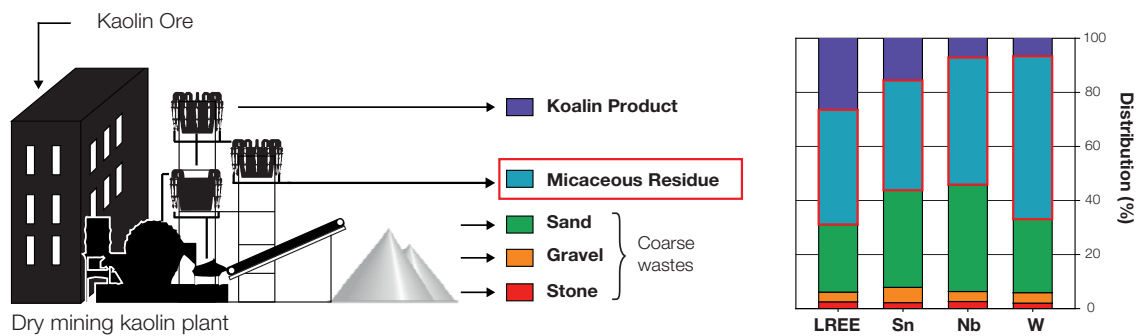 Kaolin Ore
Koalin Product
Micaceous Residue
Sand
Gravel
Stone
Coarse
wastes
Dry mining kaolin plant
100
80
60
40
20
0
Distribution (%)
LREE
Sn
Nb
W